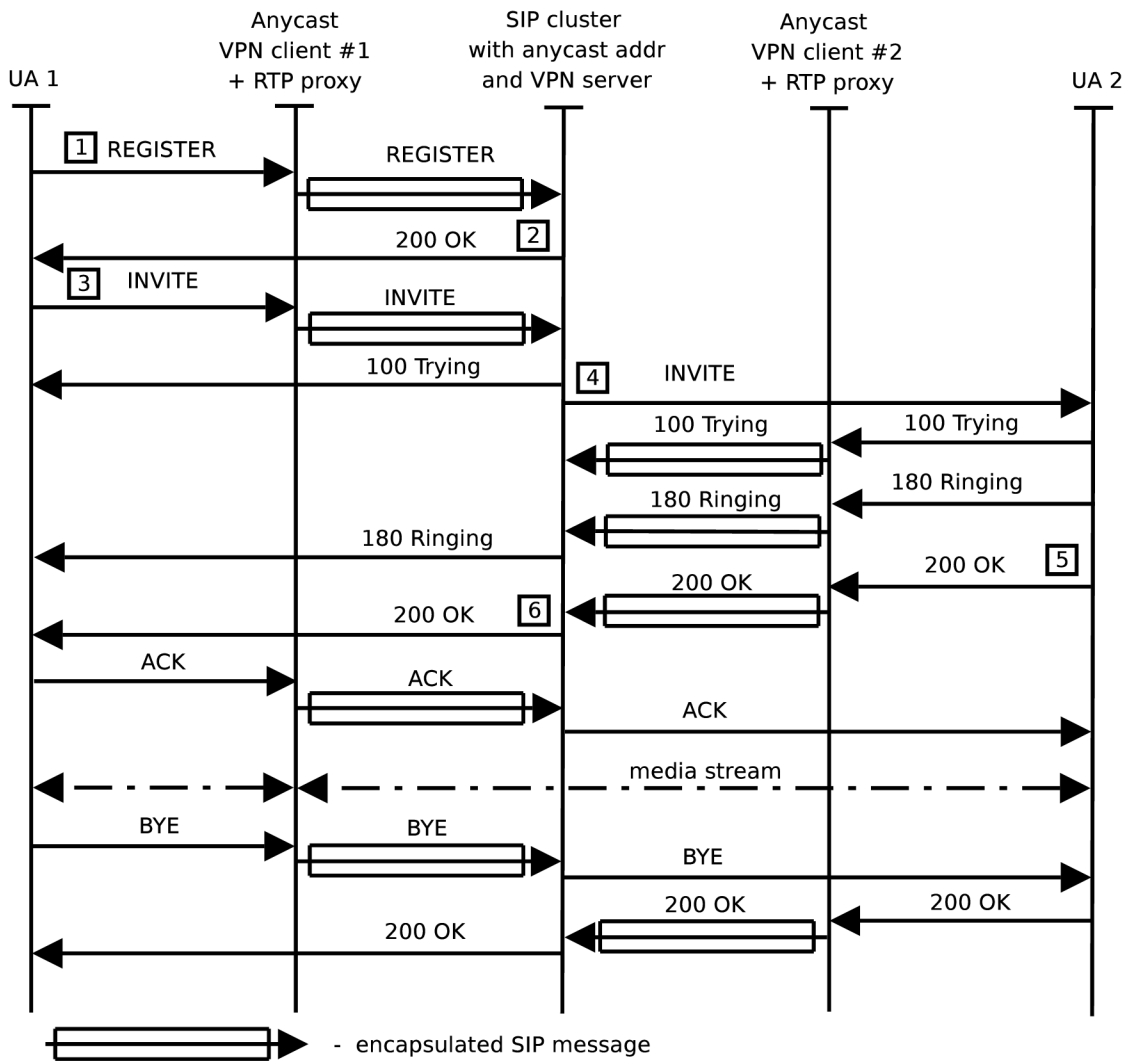 UA 1
Anycast
VPN client #1
+ RTP proxy
SIP cluster
with anycast addr
and VPN server
Anycast
VPN client #2
+ RTP proxy
UA 2
1 REGISTER
REGISTER
200 OK 2
3 INVITE
INVITE
100 Trying
4 INVITE
100 Trying
100 Trying
180 Ringing
180 Ringing
180 Ringing
200 OK 5
200 OK
200 OK 6
ACK
ACK
ACK
media stream
BYE
BYE
BYE
200 OK
200 OK
200 OK
- encapsulated SIP message